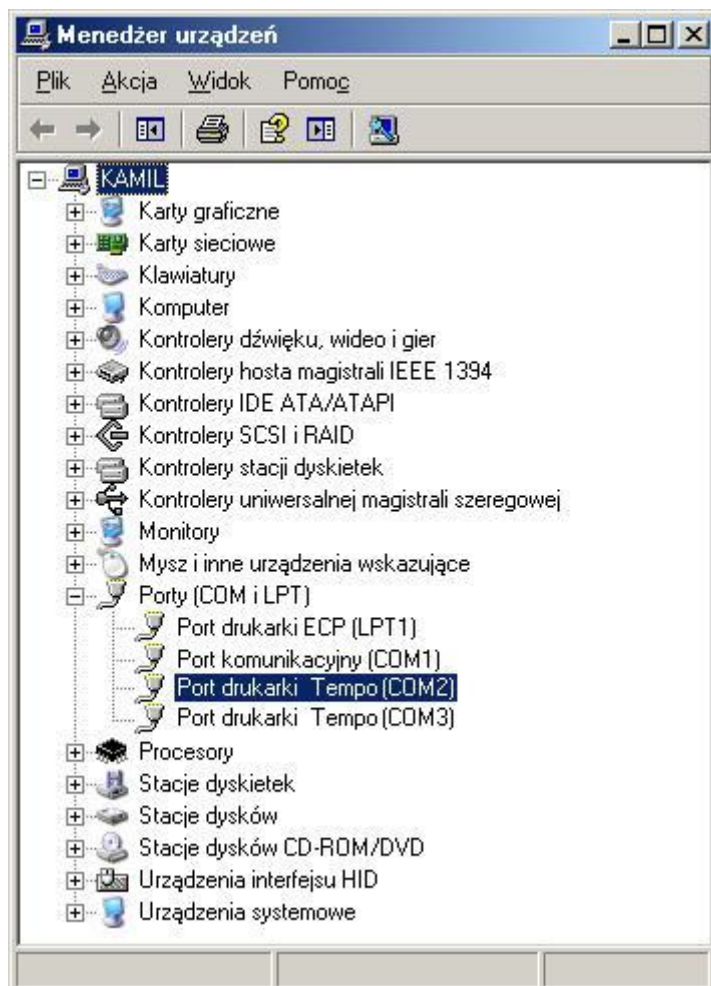 Menedżer urządzeń
Plik Akcja Widok Pomoc
KAMIL
Karty graficzne
Karty sieciowe
Klawiatury
Komputer
Kontrolery dźwięku, wideo i gier
Kontrolery hosta magistrali IEEE 1394
Kontrolery IDE ATA/ATAPI
Kontrolery SCSI i RAID
Kontrolery stacji dyskietek
Kontrolery uniwersalnej magistrali szeregowej
Monitory
Mysz i inne urządzenia wskazujące
Porty (COM i LPT)
Port drukarki ECP (LPT1)
Port komunikacyjny (COM1)
Port drukarki Tempo(COM2)
Port drukarki Tempo(COM3)
Procesory
Stacje dyskietek
Stacje dysków
Stacje dysków CD-ROM/DVD
Urządzenia interfejsu HID
Urządzenia systemowe